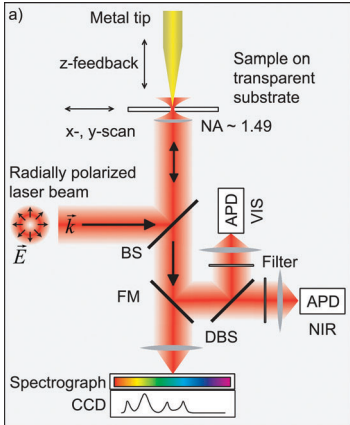 a)
Metal tip
z-feedback
Sample on
transparent
substrate
x-, y-scan
NA ~ 1.49
Radially polarized
laser beam
E⃗
k⃗
BS
APD
VIS
Filter
FM
DBS
APD
NIR
Spectrograph
CCD